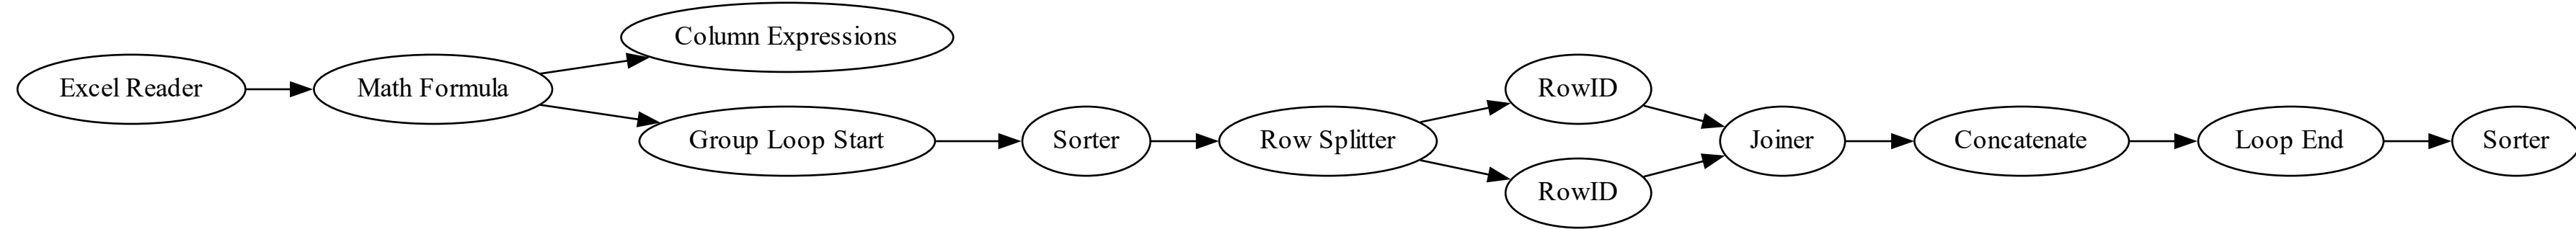 Excel Reader
Math Formula
Column Expressions
Group Loop Start
Sorter
Row Splitter
RowID
RowID
Joiner
Concatenate
Loop End
Sorter